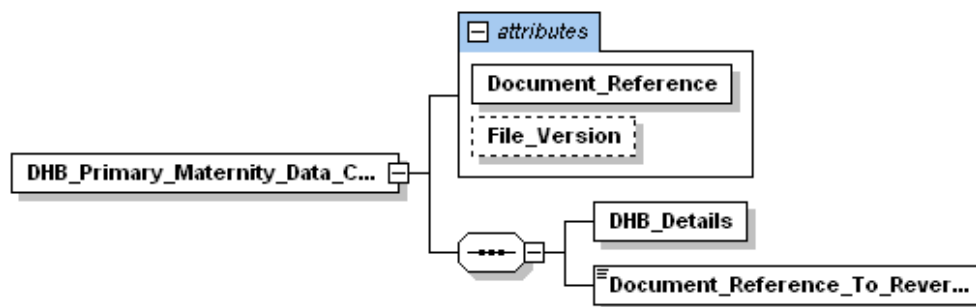 attributes
Document_Reference
File_Version
DHB_Primary_Maternity_Data_C...
DHB_Details
Document_Reference_To_Rever...